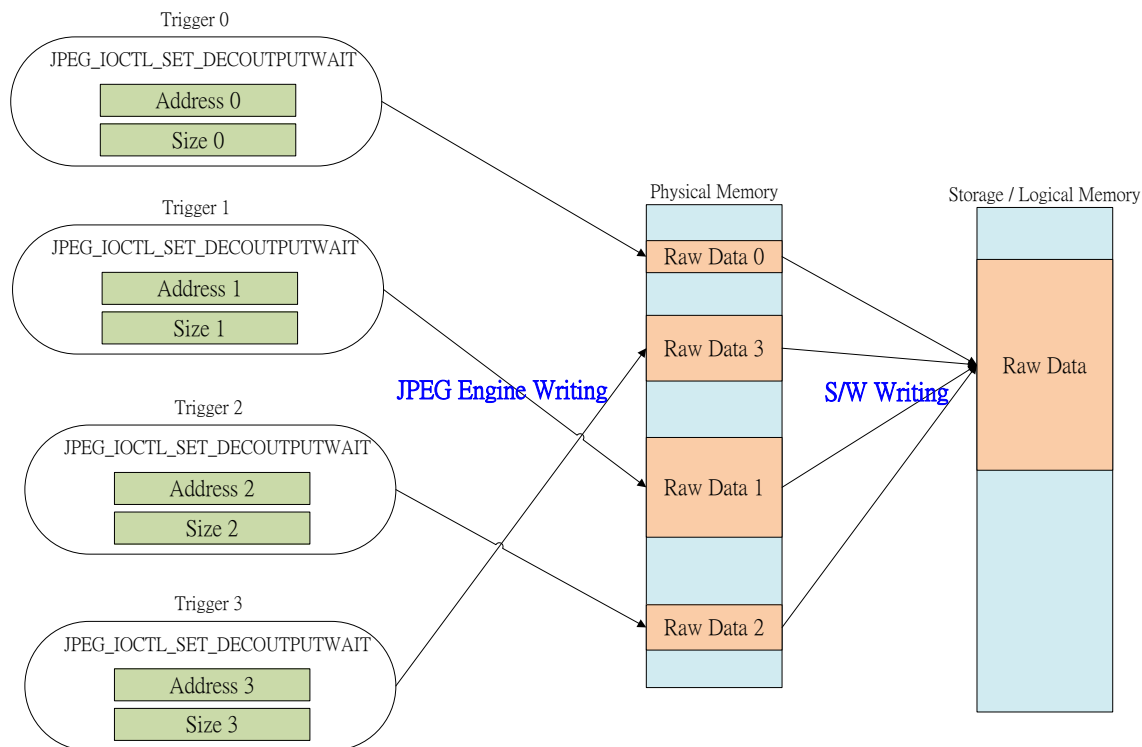 Trigger 0
JPEG_IOCTL_SET_DECOUTPUTWAIT
Address 0
Size 0
Trigger 1
JPEG_IOCTL_SET_DECOUTPUTWAIT
Address 1
Size 1
Trigger 2
JPEG_IOCTL_SET_DECOUTPUTWAIT
Address 2
Size 2
Trigger 3
JPEG_IOCTL_SET_DECOUTPUTWAIT
Address 3
Size 3
JPEG Engine Writing
Physical Memory
Raw Data 0
Raw Data 3
Raw Data 1
Raw Data 2
S/W Writing
Storage / Logical Memory
Raw Data